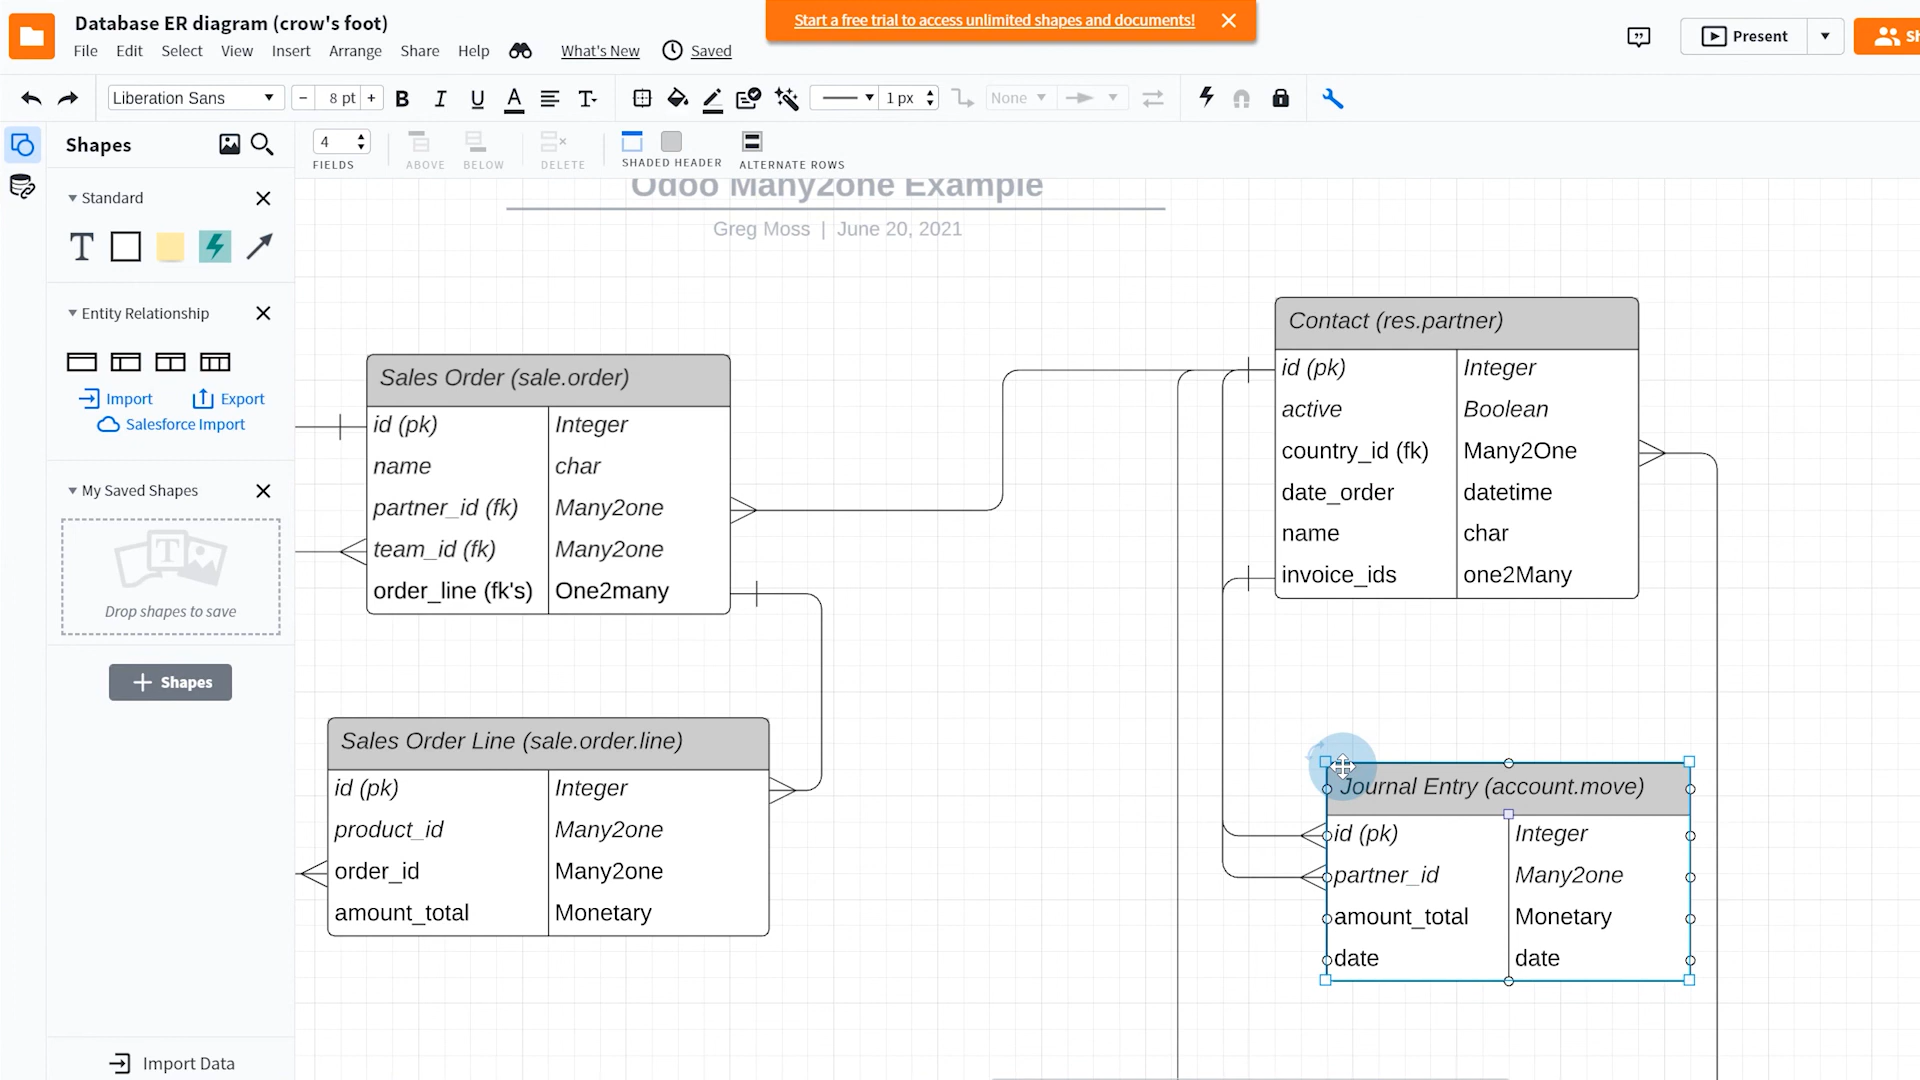 Database ER diagram (crow's foot)
Start a free trial to access unlimited shapes and documents!
File Edit Select View Insert Arrange Share Help What's New Saved
Present
Sh
Liberation Sans
8 pt
B I U A T
1 px
None
Shapes
4
FIELDS
ABOVE
BELOW
DELETE
SHADED HEADER
ALTERNATE ROWS
Standard
T
Entity Relationship
Import Export
Salesforce Import
My Saved Shapes
T
Drop shapes to save
+ Shapes
Import Data
Odoo Many2one Example
Greg Moss | June 20, 2021
Sales Order (sale.order)
id (pk) Integer
name char
partner_id (fk) Many2one
team_id (fk) Many2one
order_line (fk's) One2many
Sales Order Line (sale.order.line)
id (pk) Integer
product_id Many2one
order_id Many2one
amount_total Monetary
Contact (res.partner)
id (pk) Integer
active Boolean
country_id (fk) Many2One
date_order datetime
name char
invoice_ids one2Many
Journal Entry (account.move)
id (pk) Integer
partner_id Many2one
amount_total Monetary
date date